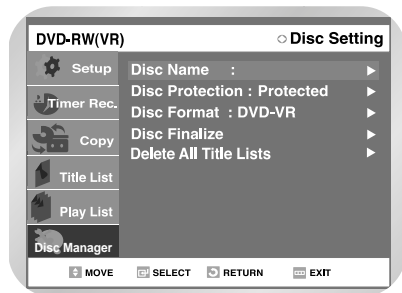 DVD-RW(VR) Disc Setting
Setup
Timer Rec.
Copy
Title List
Play List
Disc Manager
Disc Name :
Disc Protection : Protected
Disc Format : DVD-VR
Disc Finalize
Delete All Title Lists
MOVE SELECT RETURN EXIT